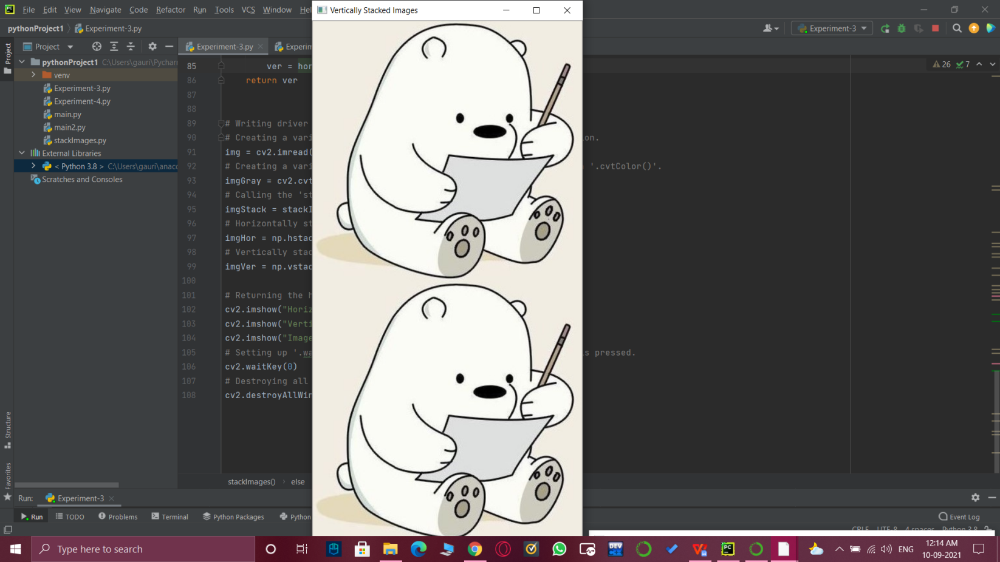 File Edit View Navigate Code Refactor Run Tools VCS Window Hel
Vertically Stacked Images
pythonProject1 Experiment-3.py
Experiment-3
Project
Project
Experiment-3.py
Experim
pythonProject1 C:\Users\gauri\Pycharm
venv
Experiment-3.py
Experiment-4.py
main.py
main2.py
stackImages.py
External Libraries
< Python 3.8 > C:\Users\gauri\anaco
Scratches and Consoles
26 7
85 ver = hor
86 return ver
87
88
89 # Writing driver
90 # Creating a vari on.
91 img = cv2.imread(
92 # Creating a vari '.cvtColor()'.
93 imgGray = cv2.cvt
94 # Calling the 'st
95 imgStack = stackI
96 # Horizontally st
97 imgHor = np.hstac
98 # Vertically stac
99 imgVer = np.vstac
100
101 # Returning the h
102 cv2.imshow("Horiz
103 cv2.imshow("Verti
104 cv2.imshow("Image
105 # Setting up '.wa s pressed.
106 cv2.waitKey(0)
107 # Destroying all
108 cv2.destroyAllWin
stackImages() else
Structure
Favorites
Run: Experiment-3
Run TODO Problems Terminal Python Packages Python
Event Log
CRLF UTF-8 4 spaces Python 3.8
Type here to search
DEV
PC
ENG
12:14 AM
10-09-2021